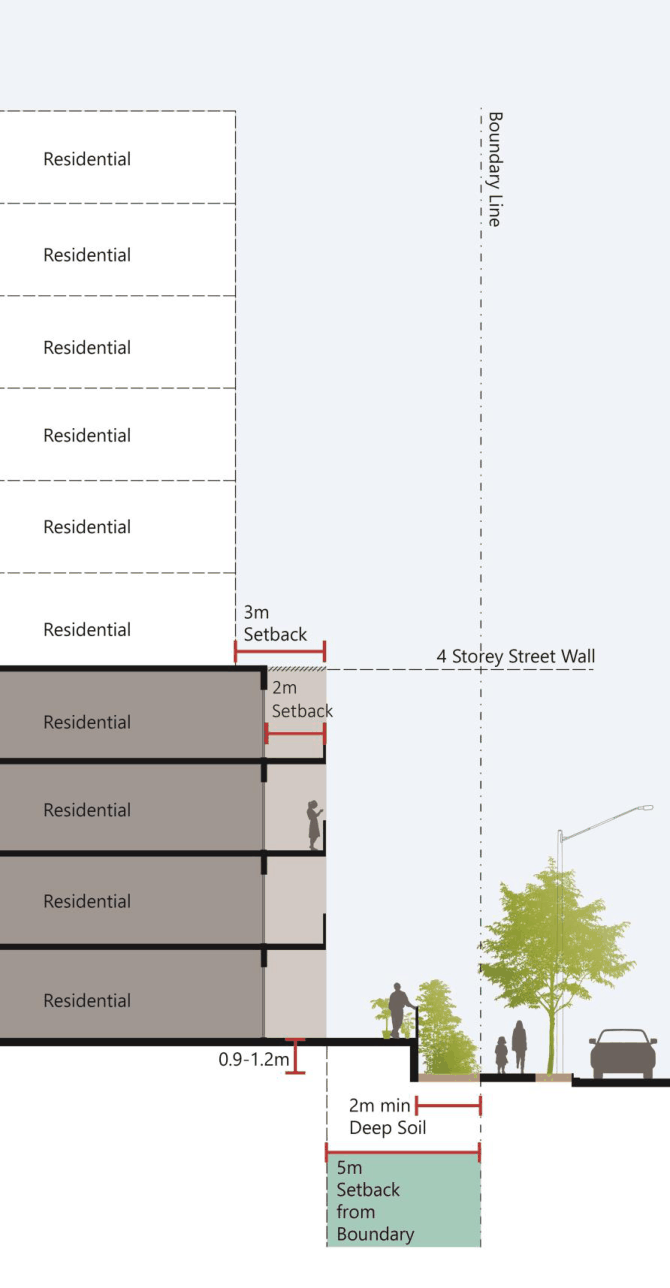 Boundary Line
Residential
Residential
Residential
Residential
Residential
Residential
3m
Setback
4 Storey Street Wall
2m
Setback
Residential
Residential
Residential
Residential
0.9-1.2m
2m min
Deep Soil
5m
Setback
from
Boundary